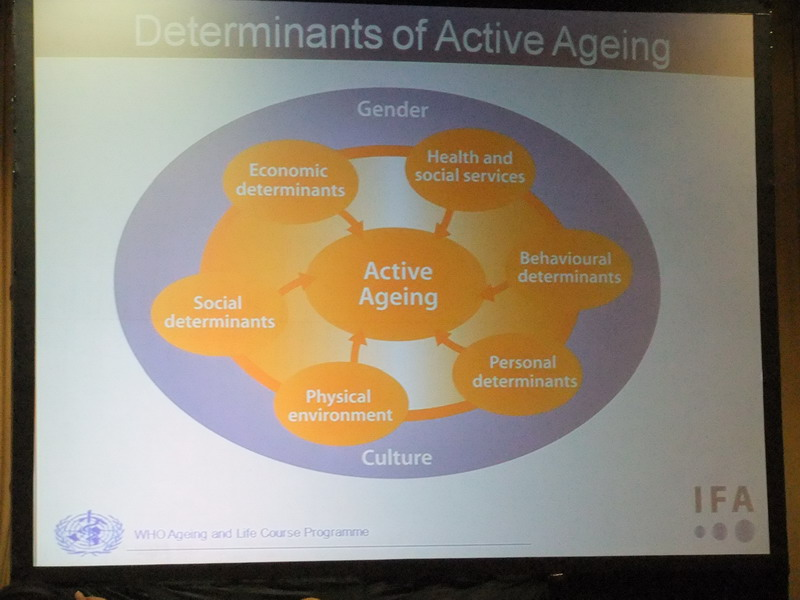 Determinants of Active Ageing
Gender
Economic
determinants
Health and
social services
Behavioural
determinants
Active
Ageing
Social
determinants
Personal
determinants
Physical
environment
Culture
WHO Ageing and Life Course Programme
IFA